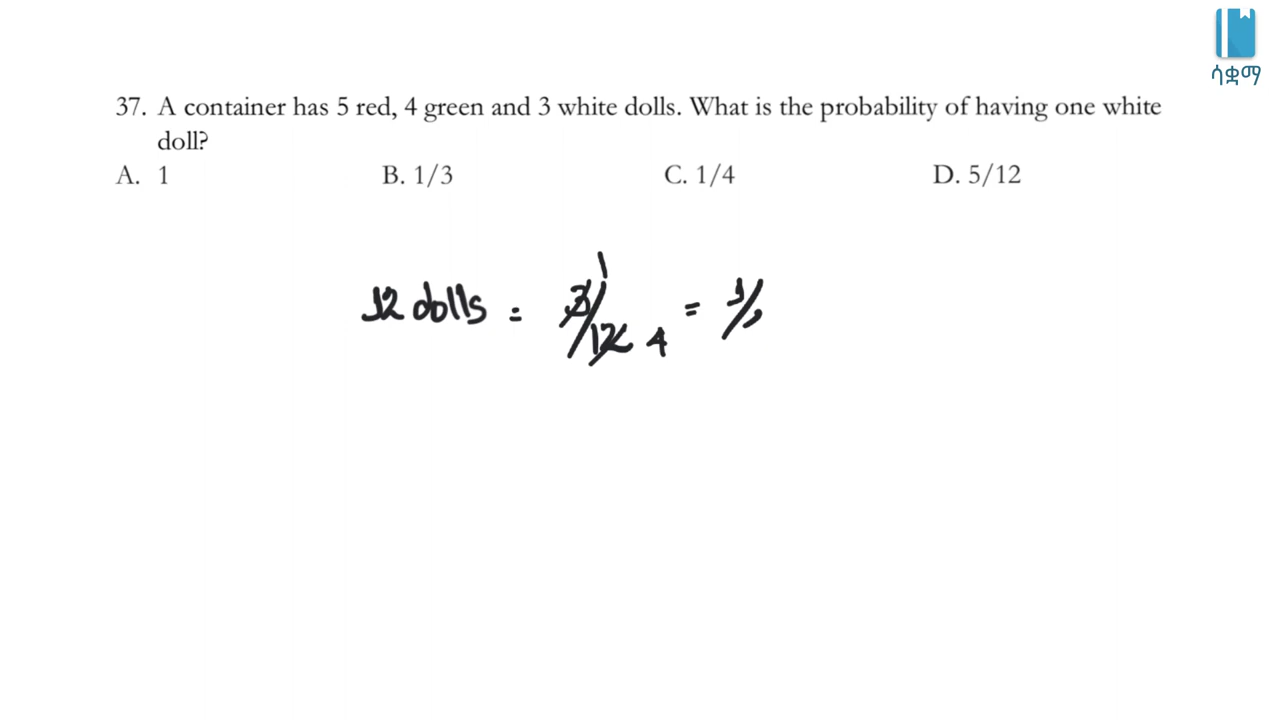 ሳቋማ
37. A container has 5 red, 4 green and 3 white dolls. What is the probability of having one white
doll?
A. 1 B. 1/3 C. 1/4 D. 5/12
12 dolls = 3/12 1 4 = 1/